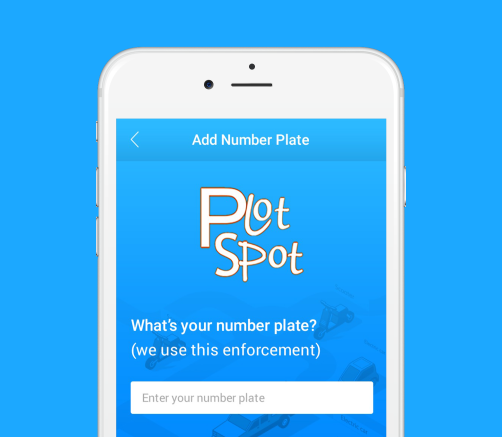 Add Number Plate
Plot
Spot
What's your number plate?
(we use this enforcement)
Enter your number plate